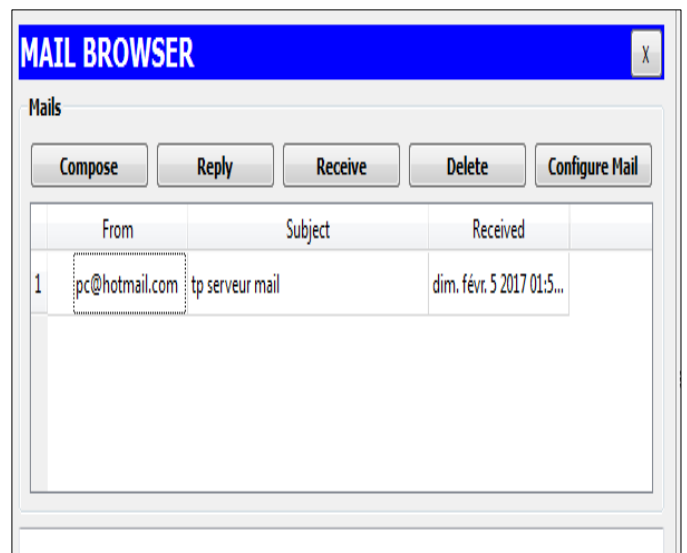 MAIL BROWSER X
Mails
Compose Reply Receive Delete Configure Mail
From Subject Received
1 pc@hotmail.com tp serveur mail dim. févr. 5 2017 01:5...